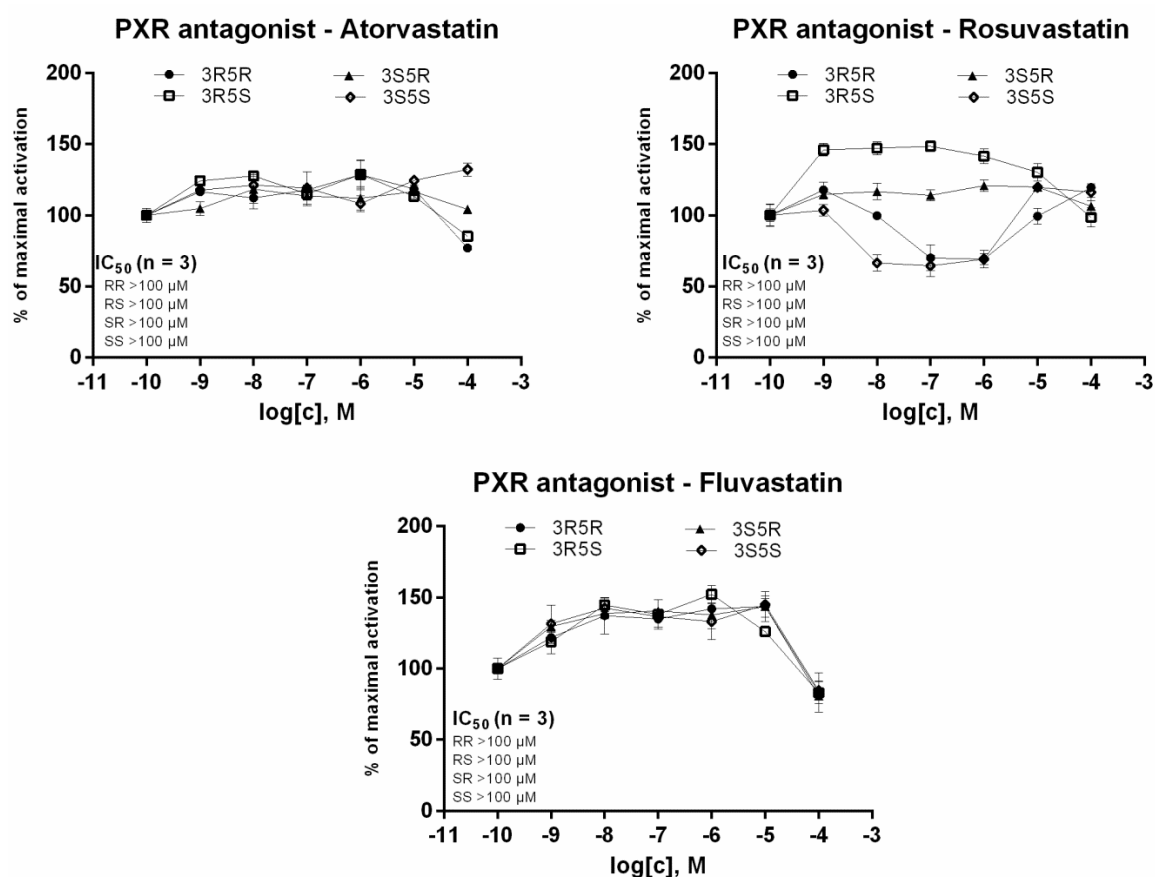 PXR antagonist - Atorvastatin
200
150
100
50
0
% of maximal activation
3R5R
3S5R
3R5S
3S5S
IC50 (n = 3)
RR >100 µM
RS >100 µM
SR >100 µM
SS >100 µM
-11 -10 -9 -8 -7 -6 -5 -4 -3
log[c], M
PXR antagonist - Rosuvastatin
200
150
100
50
0
% of maximal activation
3R5R
3S5R
3R5S
3S5S
IC50 (n = 3)
RR >100 µM
RS >100 µM
SR >100 µM
SS >100 µM
-11 -10 -9 -8 -7 -6 -5 -4 -3
log[c], M
PXR antagonist - Fluvastatin
200
150
100
50
0
% of maximal activation
3R5R
3S5R
3R5S
3S5S
IC50 (n = 3)
RR >100 µM
RS >100 µM
SR >100 µM
SS >100 µM
-11 -10 -9 -8 -7 -6 -5 -4 -3
log[c], M